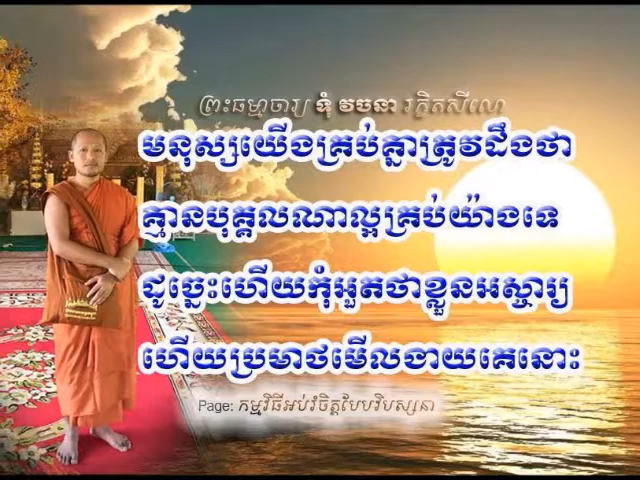 ព្រះធម្មាចារ្យ ទុំ វចនា រក្ខិតសីលោ
មនុស្សយើងគ្រប់គ្នាត្រូវដឹងថា
គ្មានបុគ្គលណាល្អគ្រប់យ៉ាងទេ
ដូច្នេះហើយកុំអួតថាខ្លួនអស្ចារ្យ
ហើយប្រមាថមើលងាយគេនោះ
Page: កម្មវិធីអប់រំចិត្តបែបវិបស្សនា